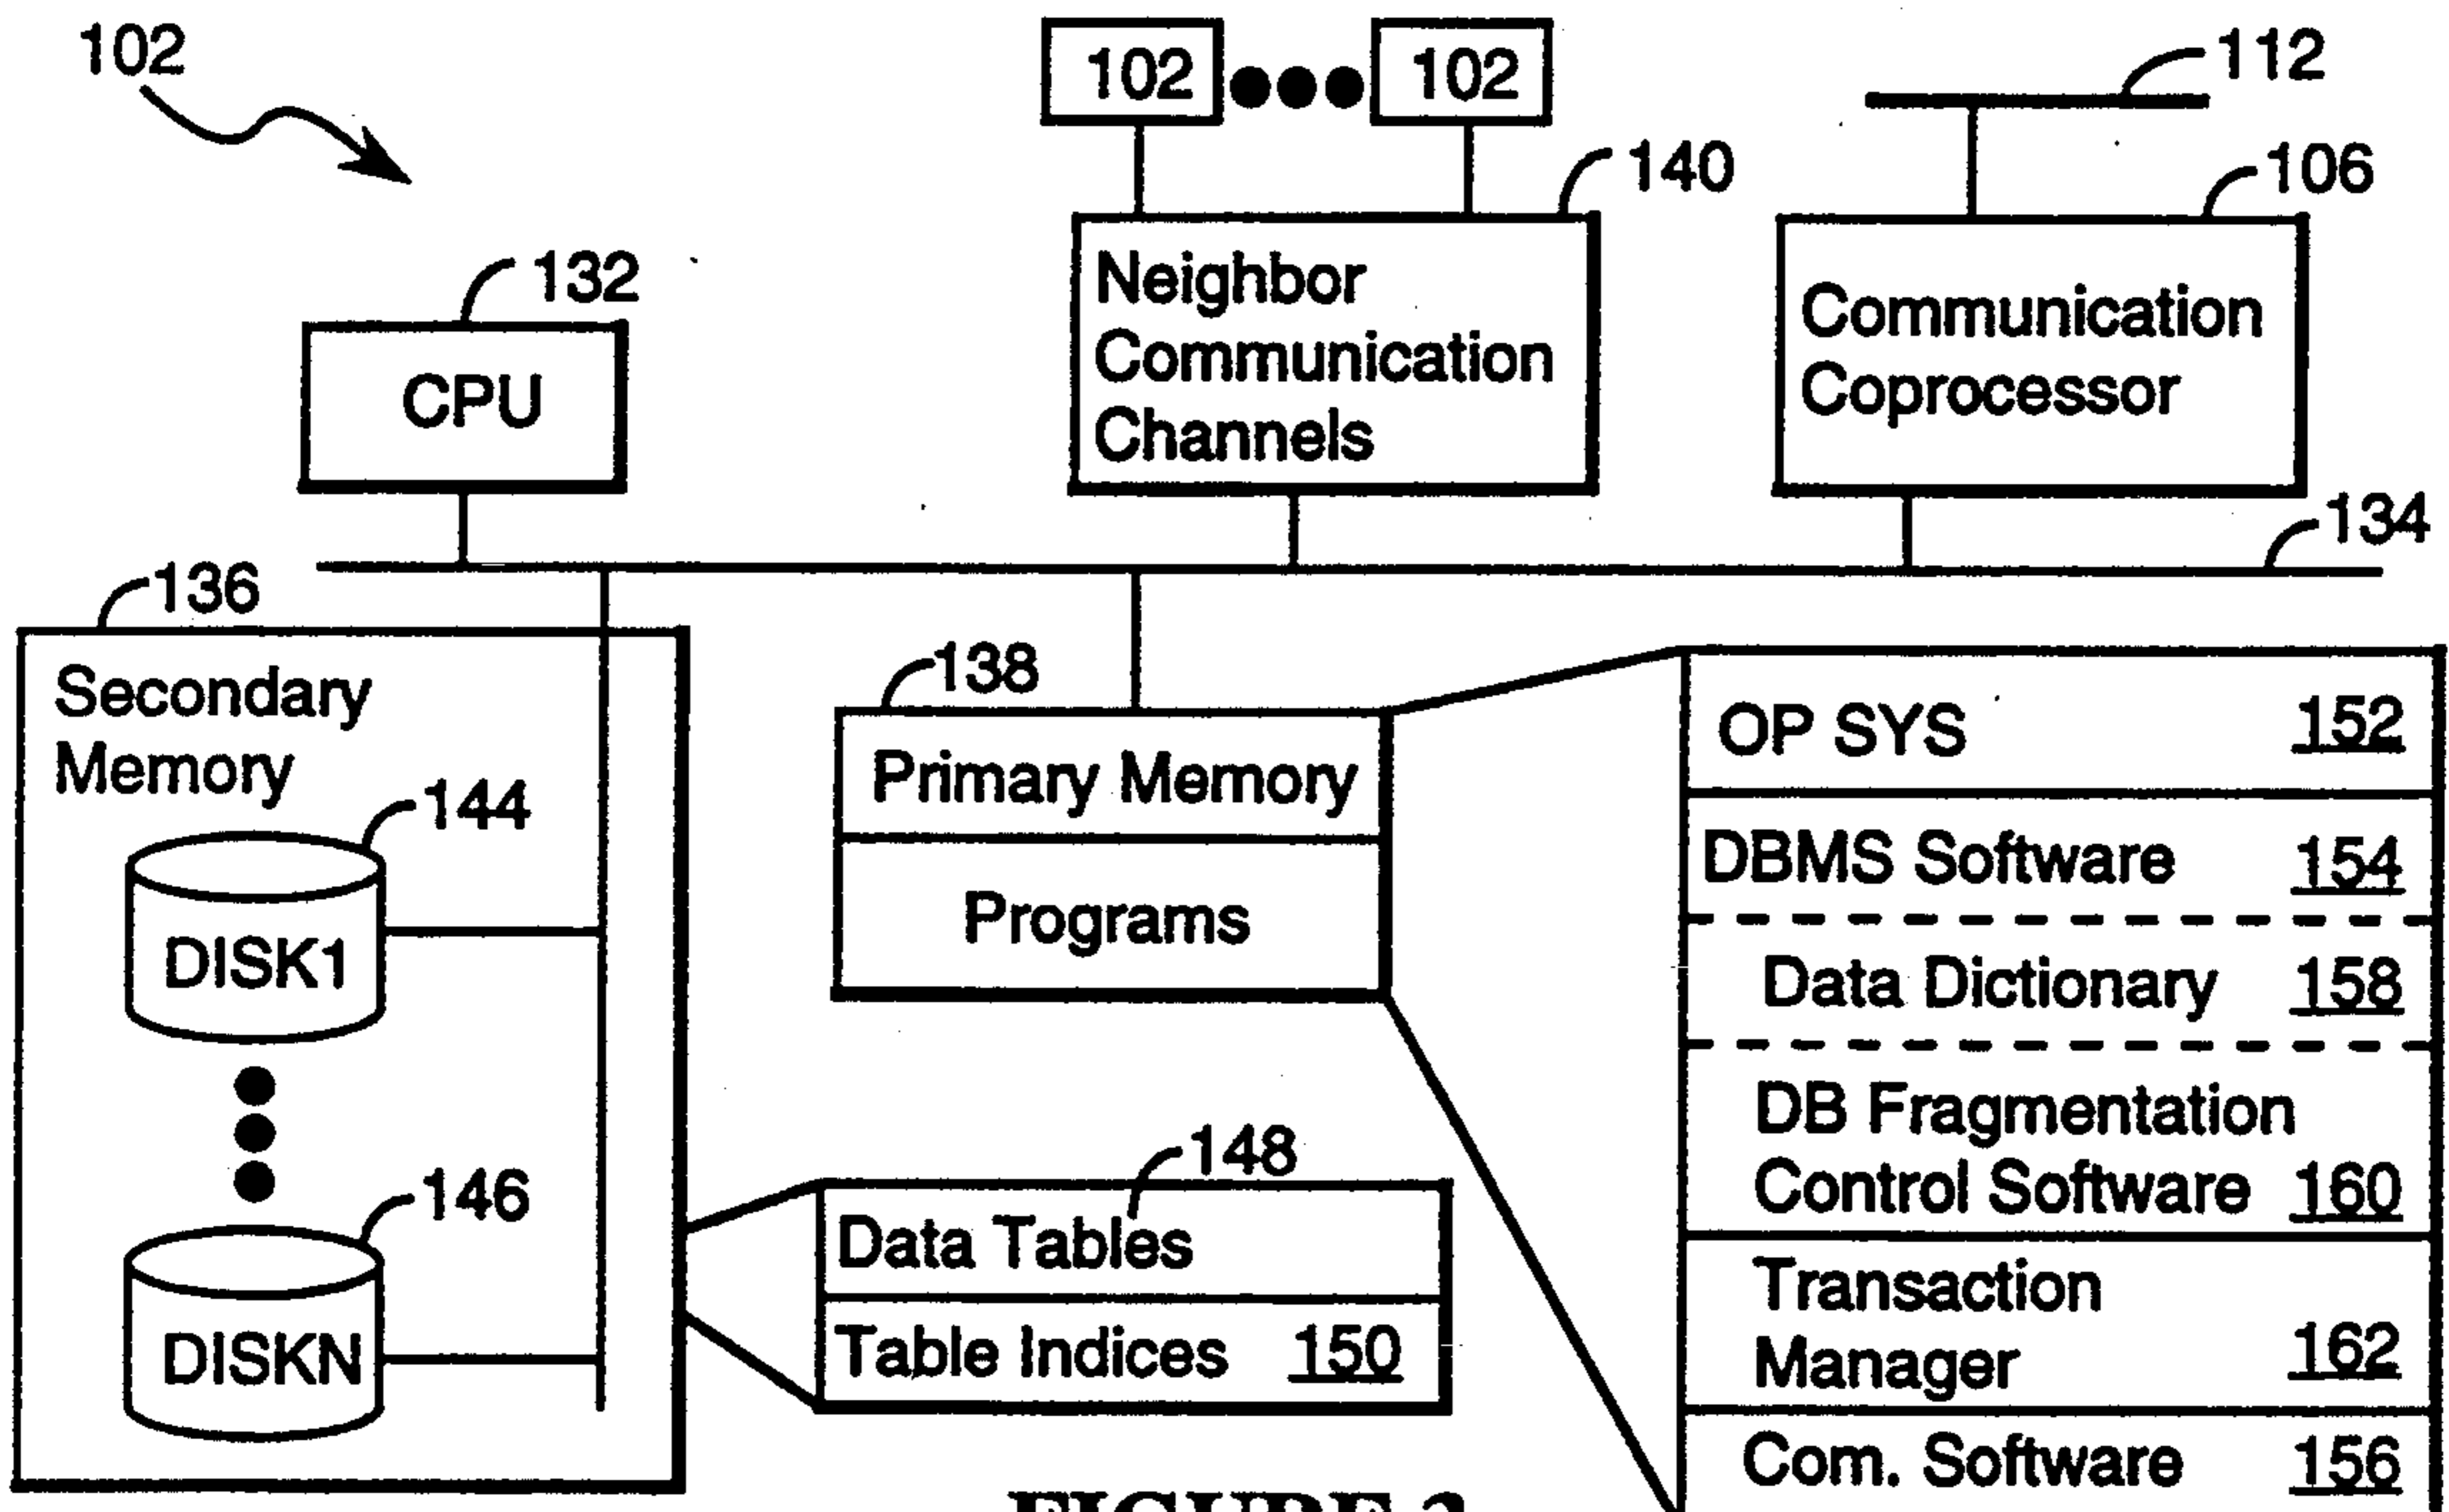 102
102
102
112
140
106
132
Neighbor
Communication
Channels
Communication
Coprocessor
CPU
134
136
Secondary
Memory
138
Primary Memory
Programs
144
DISK1
146
DISKN
148
Data Tables
Table Indices 150
OP SYS 152
DBMS Software 154
Data Dictionary 158
DB Fragmentation
Control Software 160
Transaction
Manager 162
Com. Software 156
FIGURE